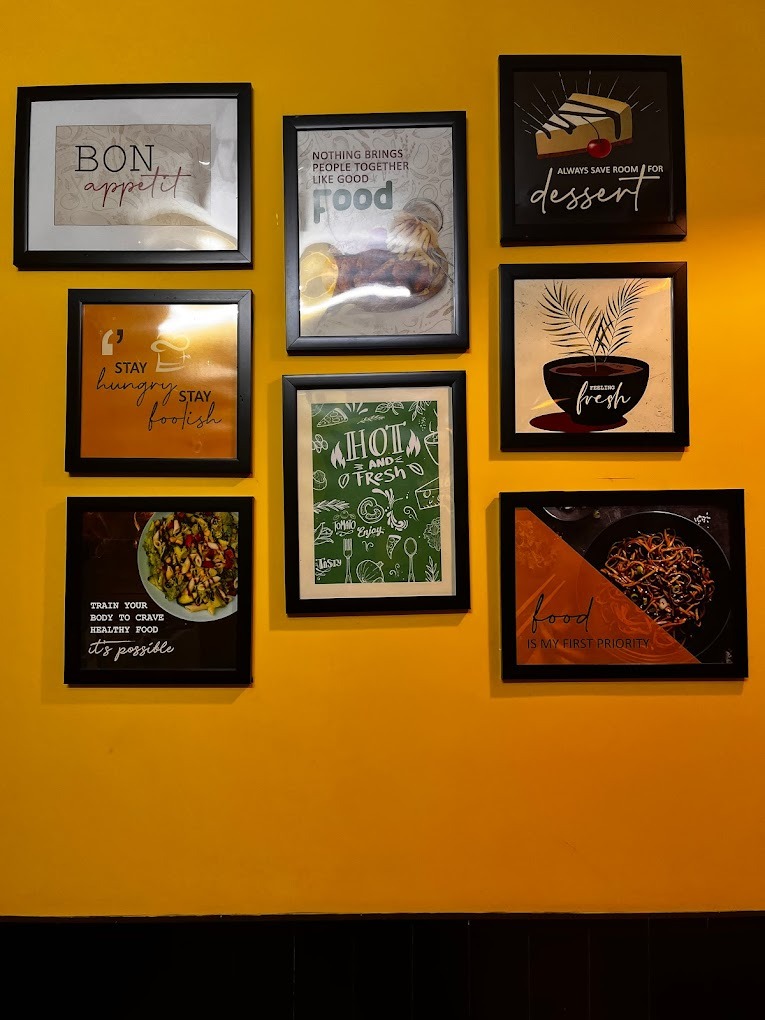 BON
appetit
STAY
hungry STAY
foolish
TRAIN YOUR
BODY TO CRAVE
HEALTHY FOOD
it's possible
NOTHING BRINGS
PEOPLE TOGETHER
LIKE GOOD
Food
HOT
AND
FRESH
TOMATO
Enjoy
TASTY
ALWAYS SAVE ROOM FOR
dessert
FEELING
fresh
food
IS MY FIRST PRIORITY